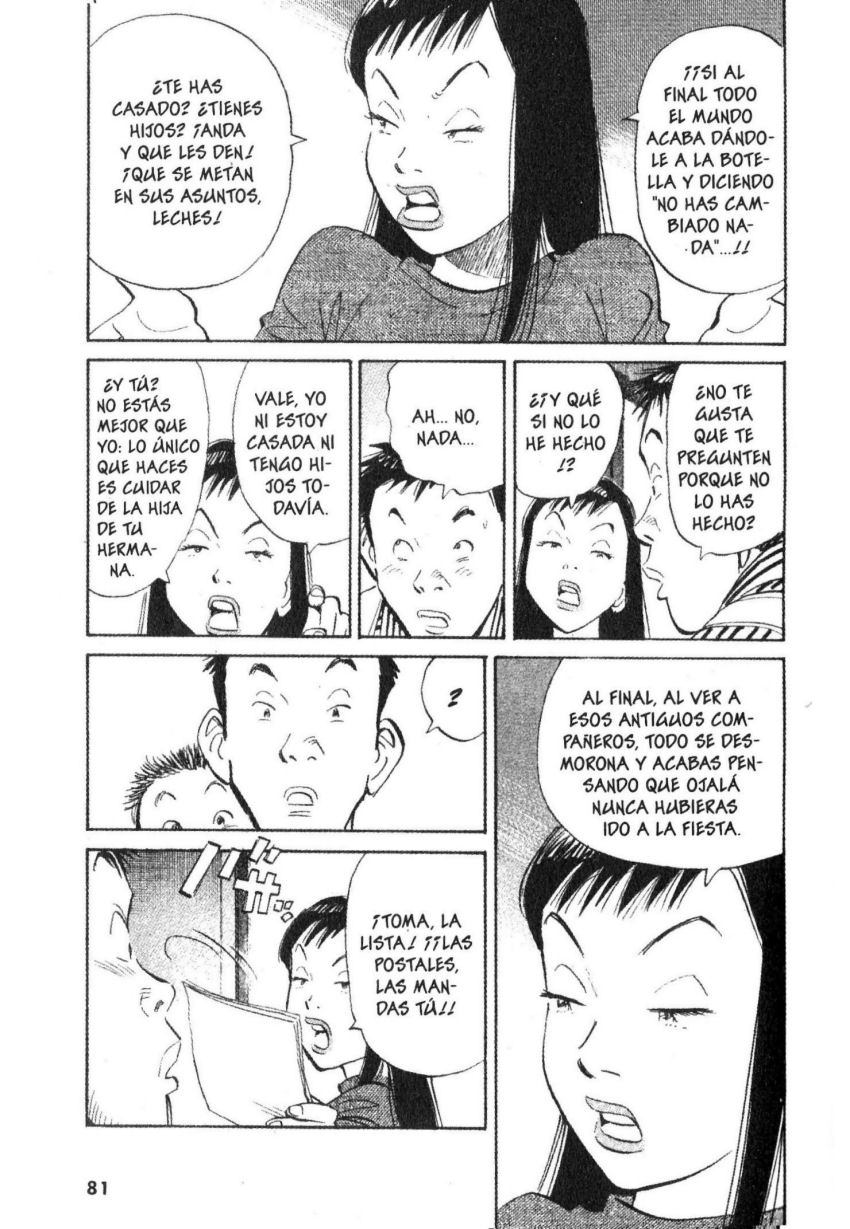 ¡¡SI AL
FINAL TODO
EL MUNDO
ACABA DÁNDO-
LE A LA BOTE-
LLA Y DICIENDO
"NO HAS CAM-
BIADO NA-
DA"...!!
¿TE HAS
CASADO? ¿TIENES
HIJOS? ¡ANDA
Y QUE LES DEN!
¡QUE SE METAN
EN SUS ASUNTOS,
LECHES!
¿NO TE
GUSTA
QUE TE
PREGUNTEN
PORQUE NO
LO HAS
HECHO?
¿¡Y QUÉ
SI NO LO
HE HECHO
!?
AH... NO,
NADA...
VALE, YO
NI ESTOY
CASADA NI
TENGO HI-
JOS TO-
DAVÍA.
¿Y TÚ?
NO ESTÁS
MEJOR QUE
YO: LO ÚNICO
QUE HACES
ES CUIDAR
DE LA HIJA
DE TU
HERMA-
NA.
AL FINAL, AL VER A
ESOS ANTIGUOS COM-
PAÑEROS, TODO SE DES-
MORONA Y ACABAS PEN-
SANDO QUE OJALÁ
NUNCA HUBIERAS
IDO A LA FIESTA.
?
¡TOMA, LA
LISTA! ¡¡LAS
POSTALES,
LAS MAN-
DAS TÚ!!
バサ
81